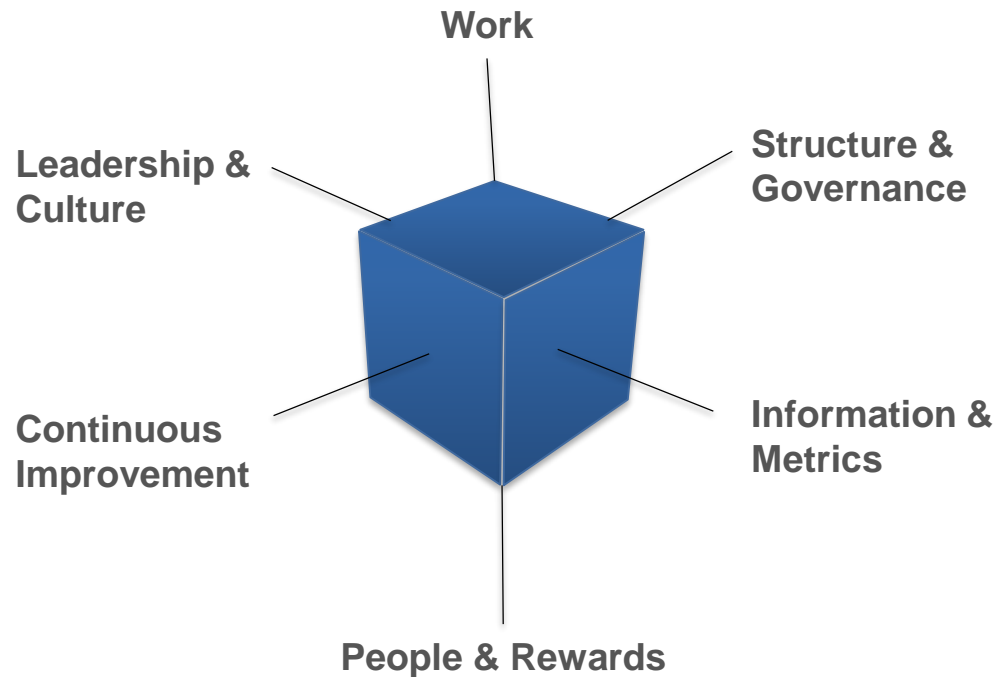 Work
Leadership &
Culture
Structure &
Governance
Continuous
Improvement
Information &
Metrics
People & Rewards